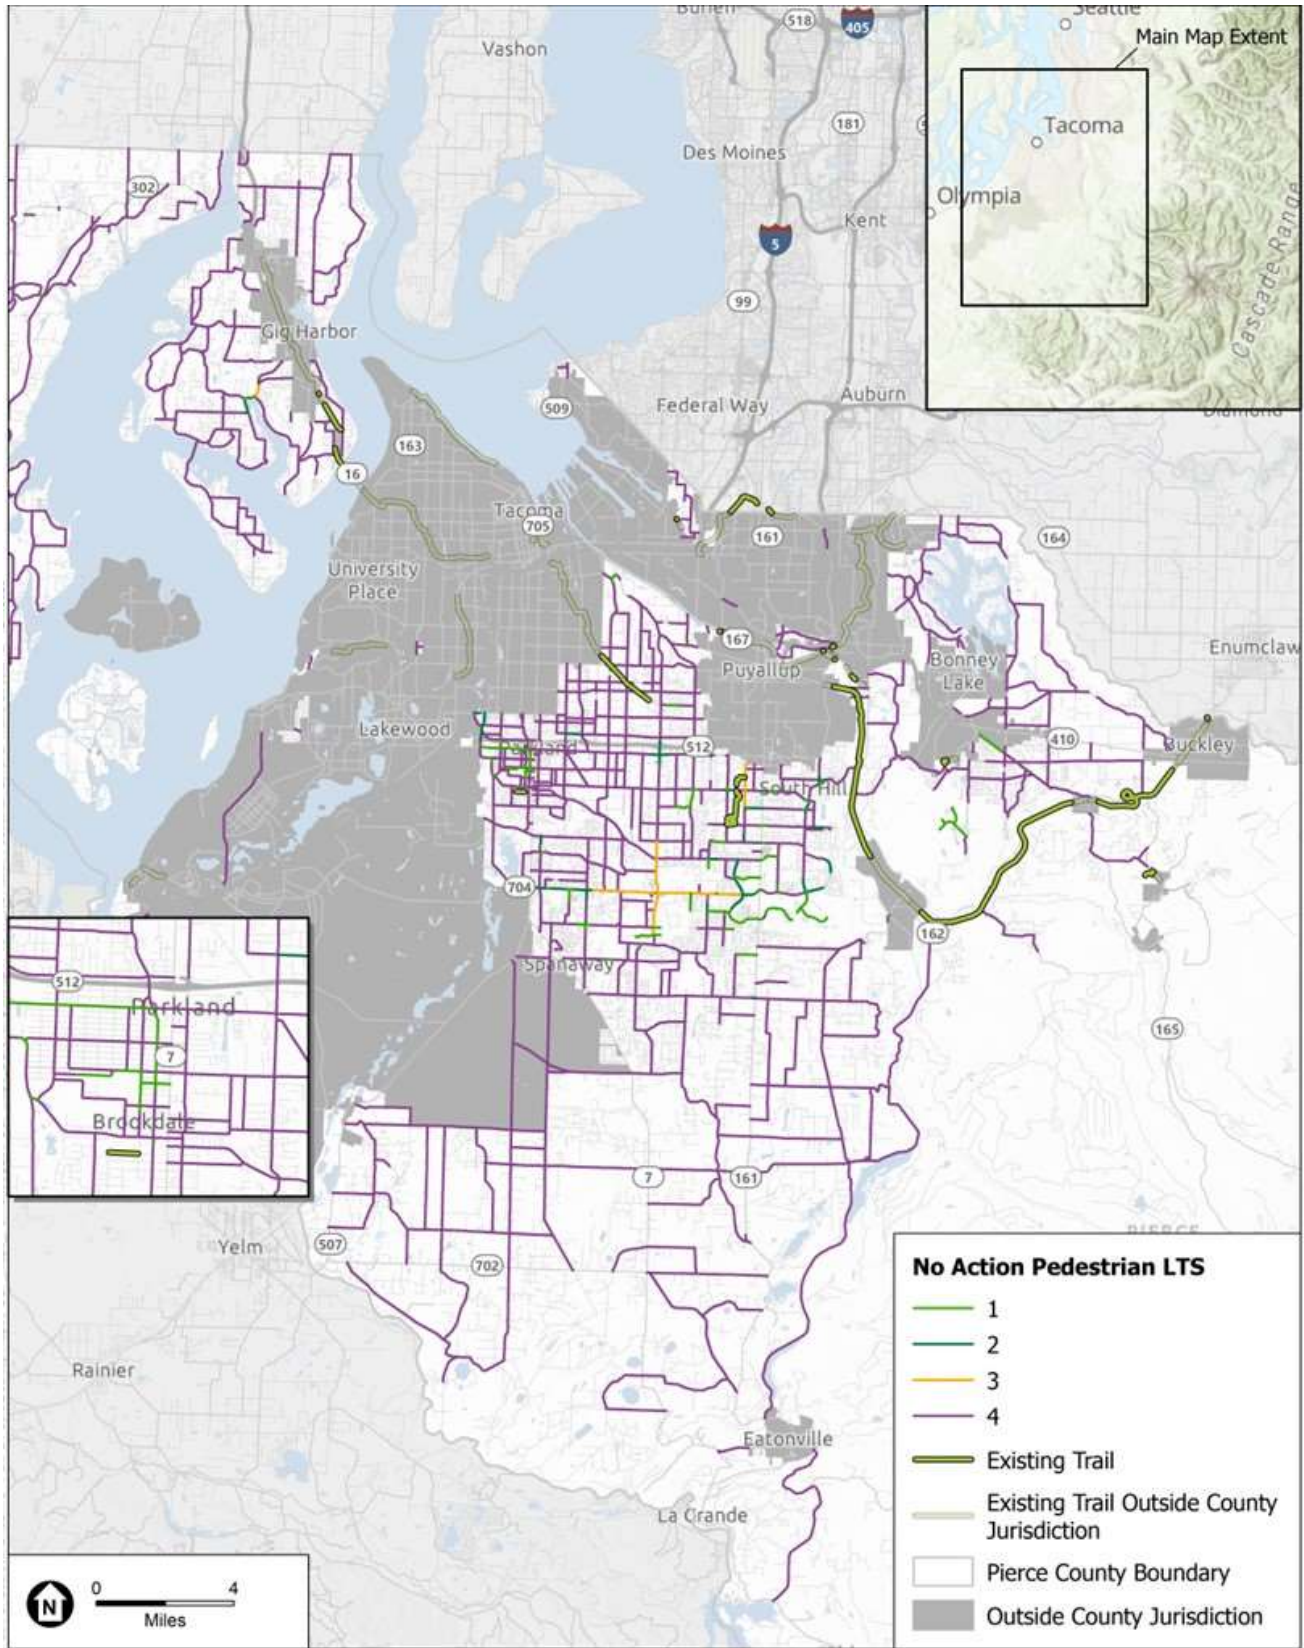 Burien
518
405
Seattle
Vashon
Main Map Extent
181
Tacoma
Des Moines
302
Olympia
Kent
5
Cascade Range
99
Gig Harbor
Auburn
509
Federal Way
Diamond
163
16
Tacoma
705
161
164
University
Place
167
Puyallup
Bonney
Lake
Enumclaw
Lakewood
Parkland
512
410
Buckley
South Hill
704
162
Spanaway
512
Parkland
7
Brookdale
165
7
161
PIERCE
Yelm
507
702
Rainier
Eatonville
La Grande
No Action Pedestrian LTS
1
2
3
4
Existing Trail
Existing Trail Outside County
Jurisdiction
Pierce County Boundary
Outside County Jurisdiction
N
0 4
Miles